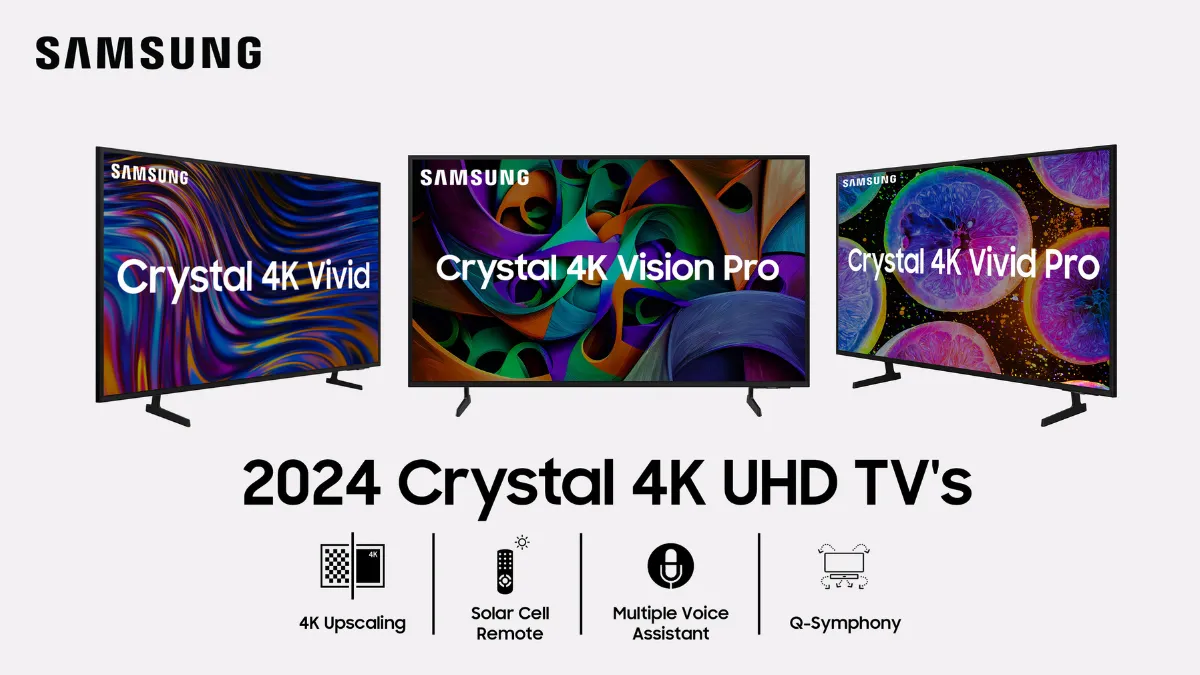 SAMSUNG
SAMSUNG
Crystal 4K Vivid
SAMSUNG
Crystal 4K Vision Pro
SAMSUNG
Crystal 4K Vivid Pro
2024 Crystal 4K UHD TV's
4K
4K Upscaling
Solar Cell
Remote
Multiple Voice
Assistant
Q-Symphony